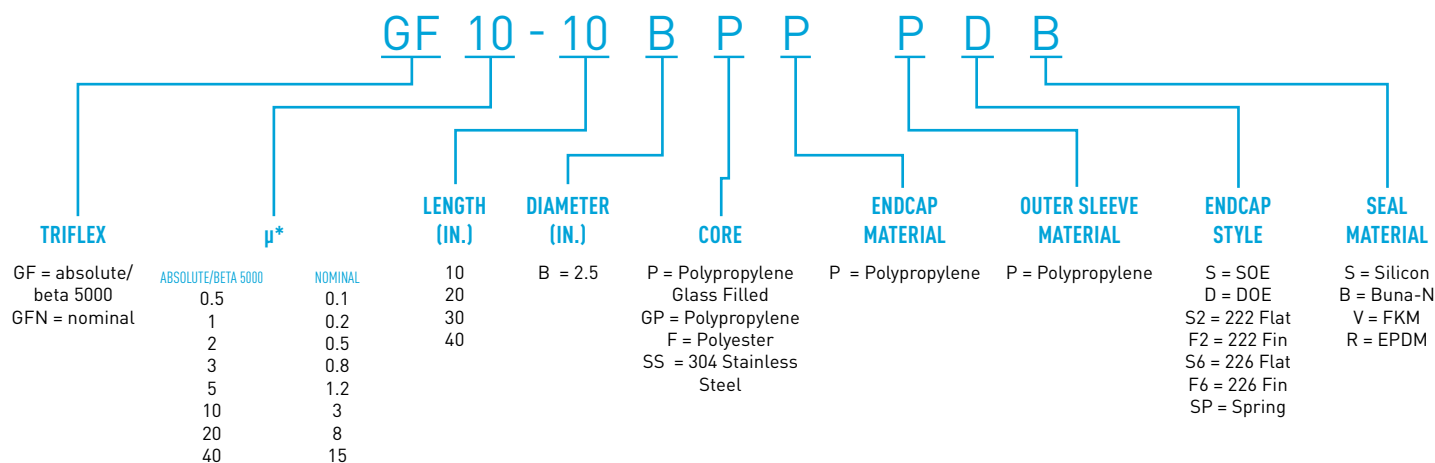 GF 10 - 10 B P P P D B
TRIFLEX
GF = absolute/
beta 5000
GFN = nominal
µ*
ABSOLUTE/BETA 5000
0.5
1
2
3
5
10
20
40
NOMINAL
0.1
0.2
0.5
0.8
1.2
3
8
15
LENGTH
(IN.)
10
20
30
40
DIAMETER
(IN.)
B = 2.5
CORE
P = Polypropylene
Glass Filled
GP = Polypropylene
F = Polyester
SS = 304 Stainless
Steel
ENDCAP
MATERIAL
P = Polypropylene
OUTER SLEEVE
MATERIAL
P = Polypropylene
ENDCAP
STYLE
S = SOE
D = DOE
S2 = 222 Flat
F2 = 222 Fin
S6 = 226 Flat
F6 = 226 Fin
SP = Spring
SEAL
MATERIAL
S = Silicon
B = Buna-N
V = FKM
R = EPDM